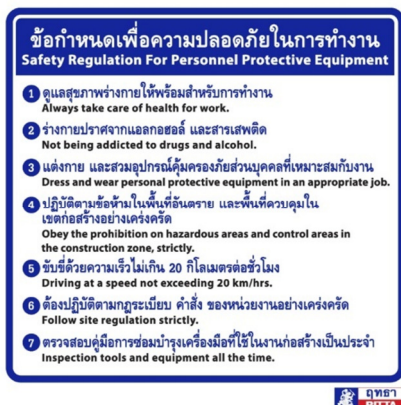 ข้อกำหนดเพื่อความปลอดภัยในการทำงาน
Safety Regulation For Personnel Protective Equipment
1 ดูแลสุขภาพร่างกายให้พร้อมสำหรับการทำงาน
Always take care of health for work.
2 ร่างกายปราศจากแอลกอฮอล์ และสารเสพติด
Not being addicted to drugs and alcohol.
3 แต่งกาย และสวมอุปกรณ์คุ้มครองภัยส่วนบุคคลที่เหมาะสมกับงาน
Dress and wear personal protective equipment in an appropriate job.
4 ปฏิบัติตามข้อห้ามในพื้นที่อันตราย และพื้นที่ควบคุมใน
เขตก่อสร้างอย่างเคร่งครัด
Obey the prohibition on hazardous areas and control areas in
the construction zone, strictly.
5 ขับขี่ด้วยความเร็วไม่เกิน 20 กิโลเมตรต่อชั่วโมง
Driving at a speed not exceeding 20 km/hrs.
6 ต้องปฏิบัติตามกฎระเบียบ คำสั่ง ของหน่วยงานอย่างเคร่งครัด
Follow site regulation strictly.
7 ตรวจสอบคู่มือการซ่อมบำรุงเครื่องมือที่ใช้ในงานก่อสร้างเป็นประจำ
Inspection tools and equipment all the time.
ฤทธา